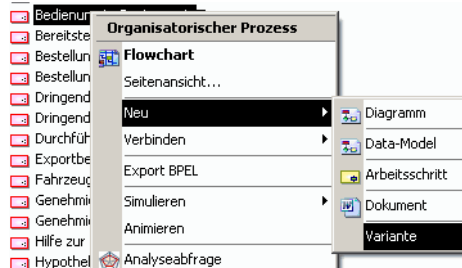 Bedienun
Bereitste
Bestellun
Bestellun
Dringend
Dringend
Durchfüh
Exportbe
Fahrzeug
Genehmi
Genehmi
Hilfe zur
Hypothel
Organisatorischer Prozess
Flowchart
Seitenansicht...
Neu
Verbinden
Export BPEL
Simulieren
Animieren
Analyseabfrage
Diagramm
Data-Model
Arbeitsschritt
Dokument
Variante